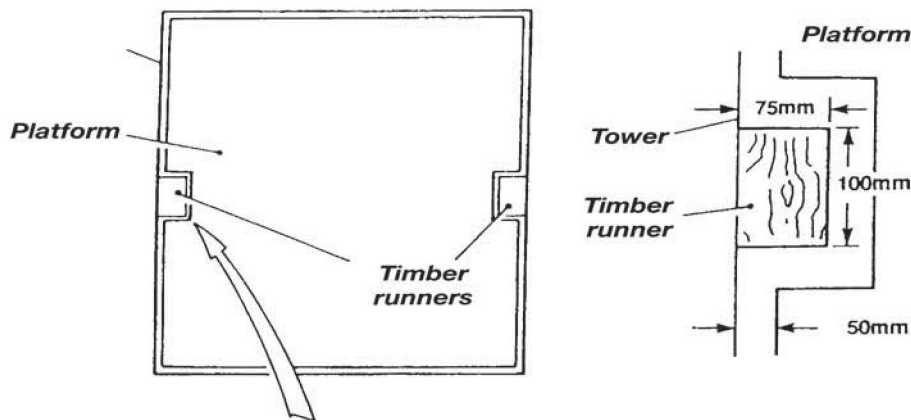 Platform
Timber
runners
Platform
75mm
Tower
100mm
Timber
runner
50mm